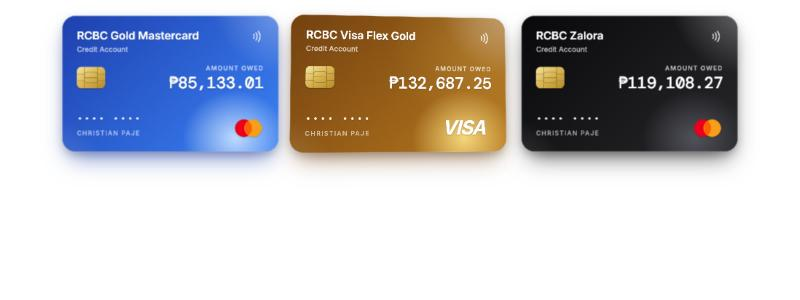 RCBC Gold Mastercard
Credit Account
AMOUNT OWED
₱85,133.01
•••• ••••
CHRISTIAN PAJE
RCBC Visa Flex Gold
Credit Account
AMOUNT OWED
₱132,687.25
•••• ••••
CHRISTIAN PAJE
VISA
RCBC Zalora
Credit Account
AMOUNT OWED
₱119,108.27
•••• ••••
CHRISTIAN PAJE